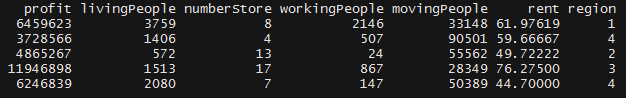 profit livingPeople numberStore workingPeople movingPeople rent region
6459623 3759 8 2146 33148 61.97619 1
3728566 1406 4 507 90501 59.66667 4
4865267 572 13 24 55562 49.72222 2
11946898 1513 17 867 28349 76.27500 3
6246839 2080 7 147 50389 44.70000 4